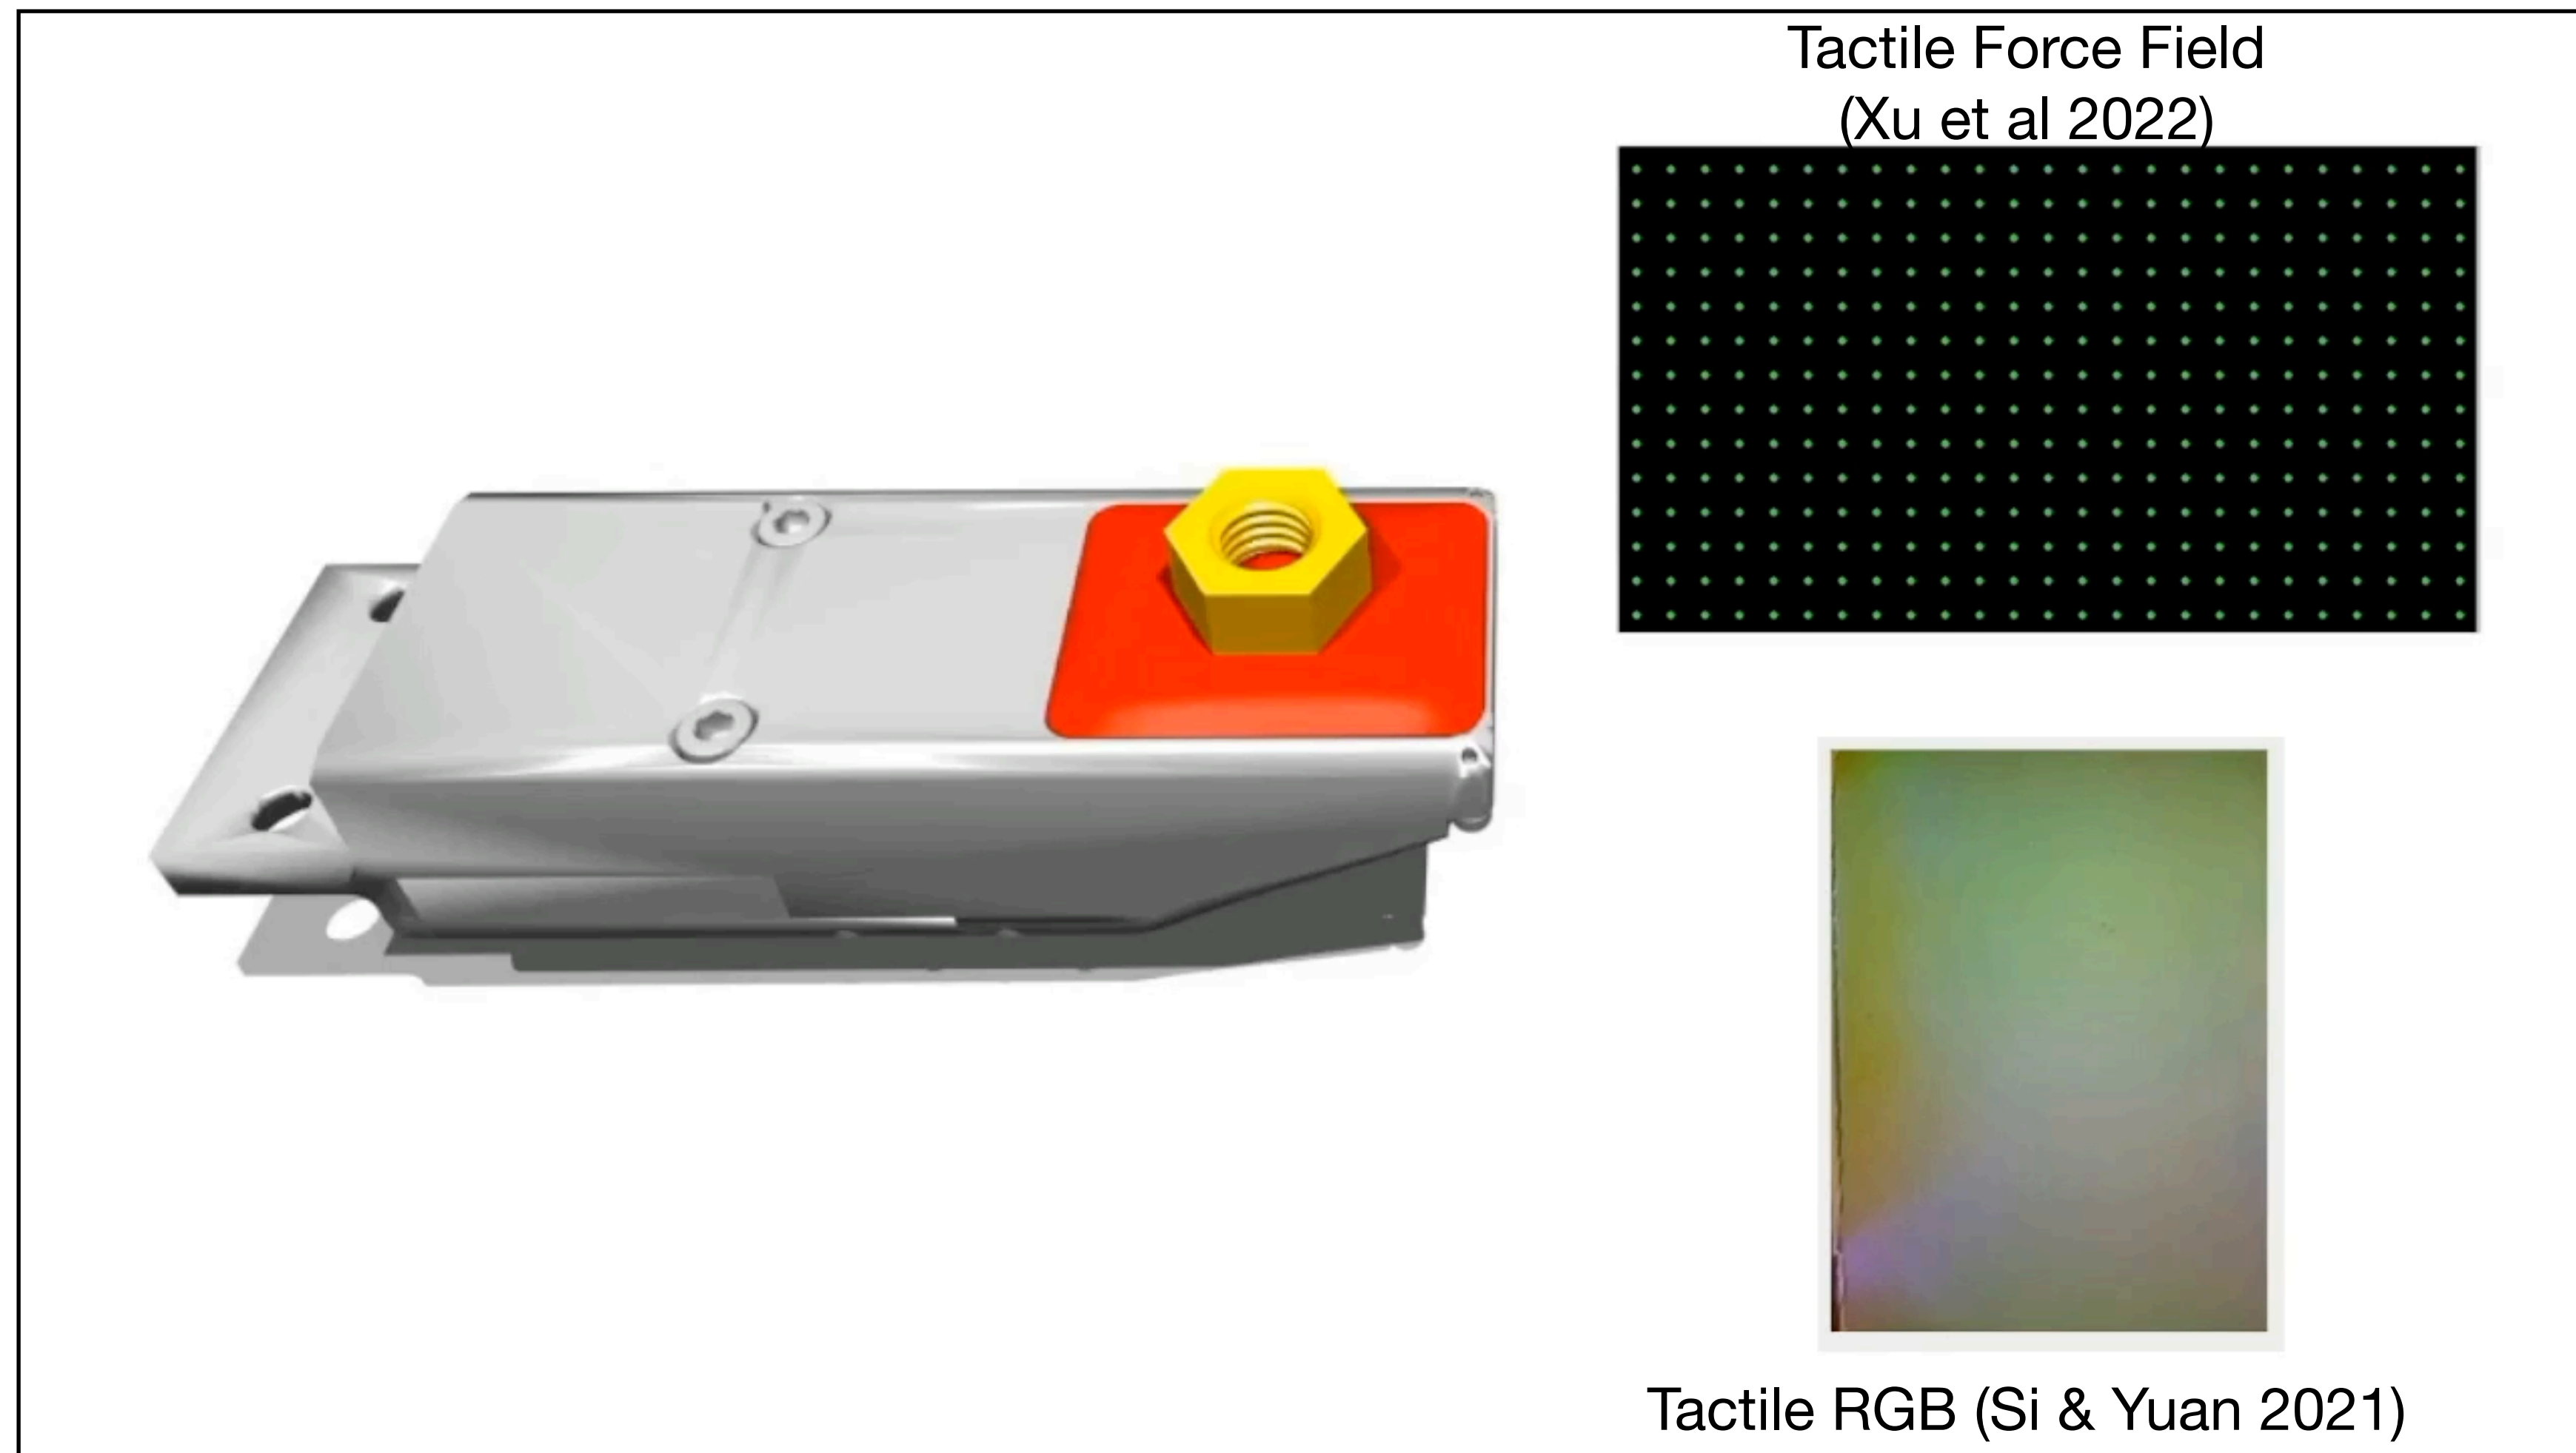 Tactile Force Field
(Xu et al 2022)
Tactile RGB (Si & Yuan 2021)